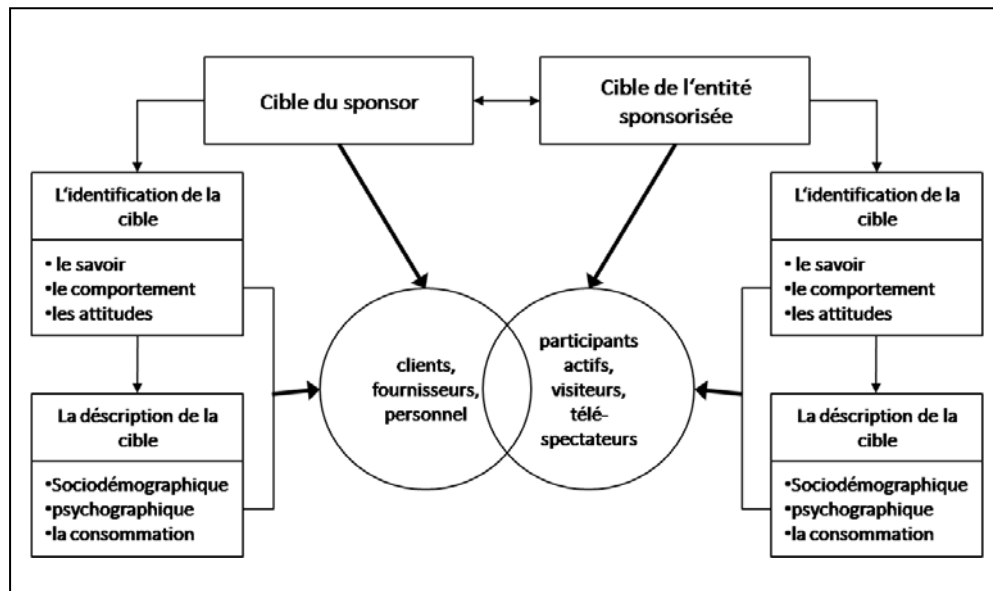 Cible du sponsor
Cible de l'entité
sponsorisée
L'identification de la
cible
• le savoir
• le comportement
• les attitudes
La déscription de la
cible
•Sociodémographique
•psychographique
•la consommation
clients,
fournisseurs,
personnel
participants
actifs,
visiteurs,
télé-
spectateurs
L'identification de la
cible
• le savoir
• le comportement
• les attitudes
La déscription de la
cible
•Sociodémographique
•psychographique
•la consommation